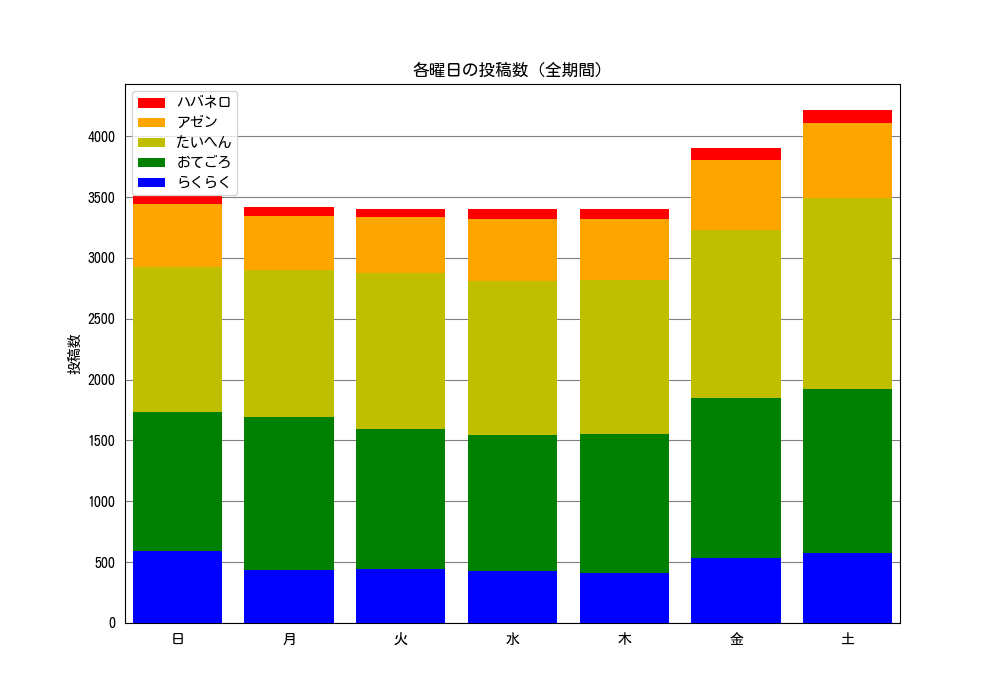 各曜日の投稿数（全期間）
ハバネロ
アゼン
たいへん
おてごろ
らくらく
投稿数
4000
3500
3000
2500
2000
1500
1000
500
0
日 月 火 水 木 金 土